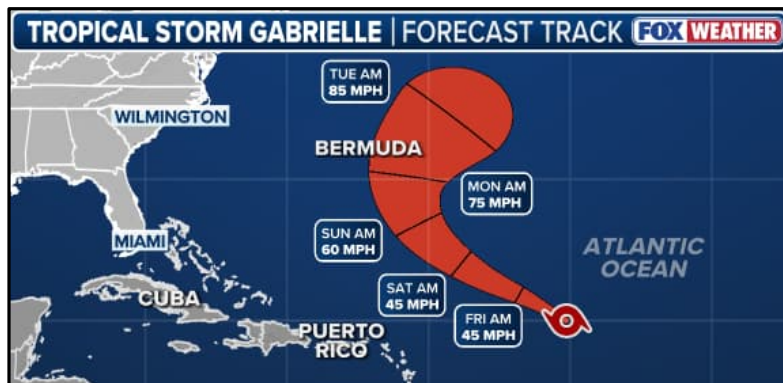 TROPICAL STORM GABRIELLE | FORECAST TRACK FOX WEATHER
TUE AM
85 MPH
WILMINGTON
BERMUDA
MON AM
75 MPH
SUN AM
60 MPH
MIAMI
ATLANTIC
OCEAN
SAT AM
45 MPH
CUBA
FRI AM
45 MPH
PUERTO
RICO